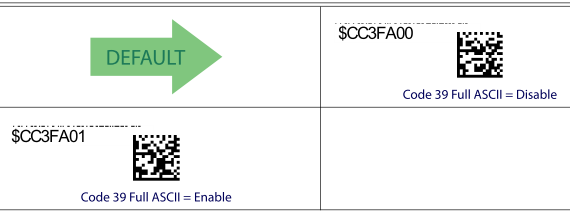 DEFAULT
$CC3FA00
Code 39 Full ASCII = Disable
$CC3FA01
Code 39 Full ASCII = Enable